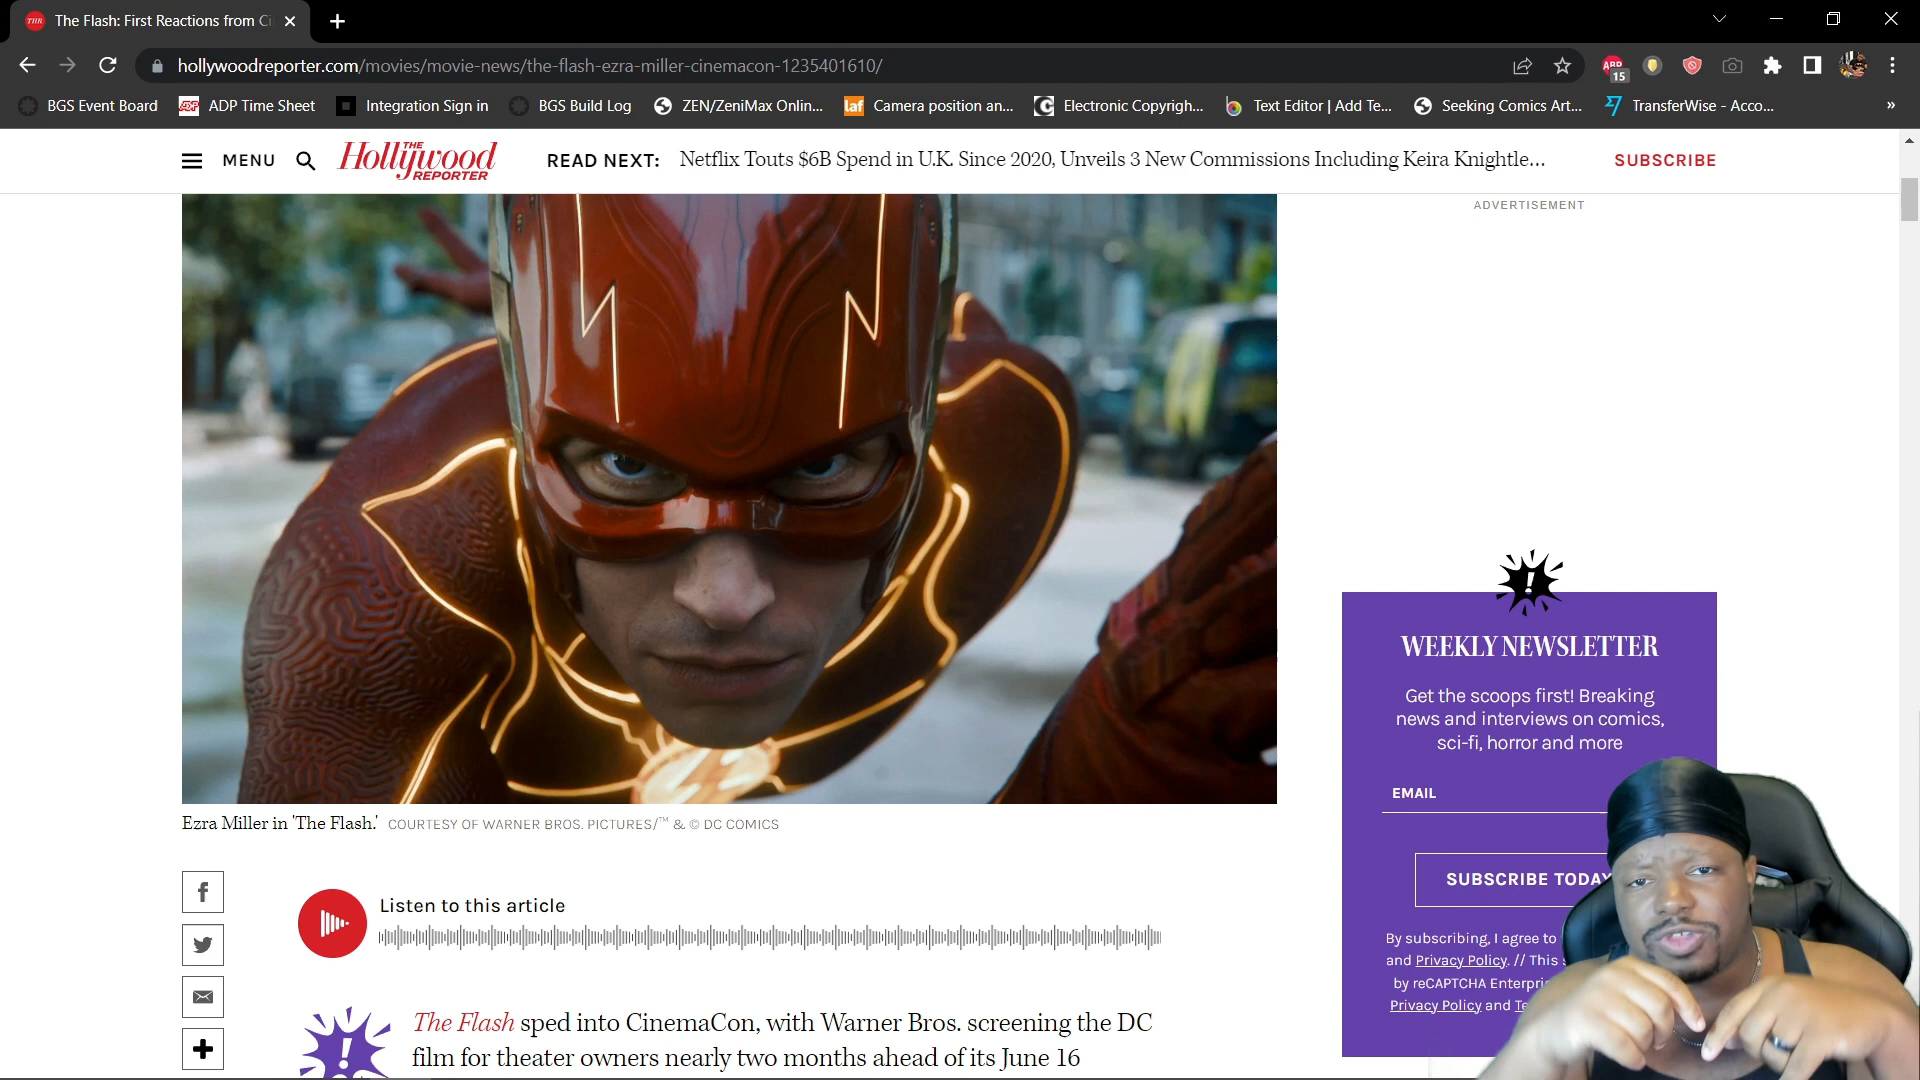 The Flash: First Reactions from Ci
hollywoodreporter.com/movies/movie-news/the-flash-ezra-miller-cinemacon-1235401610/
ABP
15
BGS Event Board
ADP Time Sheet
Integration Sign in
BGS Build Log
ZEN/ZeniMax Onlin...
laf
Camera position an...
Electronic Copyrigh...
Text Editor | Add Te...
Seeking Comics Art...
TransferWise - Acco...
»
MENU
THE
Hollywood
REPORTER
READ NEXT: Netflix Touts $6B Spend in U.K. Since 2020, Unveils 3 New Commissions Including Keira Knightle...
SUBSCRIBE
ADVERTISEMENT
Ezra Miller in 'The Flash.' COURTESY OF WARNER BROS. PICTURES/™ & © DC COMICS
Listen to this article
The Flash sped into CinemaCon, with Warner Bros. screening the DC
film for theater owners nearly two months ahead of its June 16
WEEKLY NEWSLETTER
Get the scoops first! Breaking
news and interviews on comics,
sci-fi, horror and more
EMAIL
SUBSCRIBE TODAY
By subscribing, I agree to
and Privacy Policy. // This
by reCAPTCHA Enterpri
Privacy Policy and Te